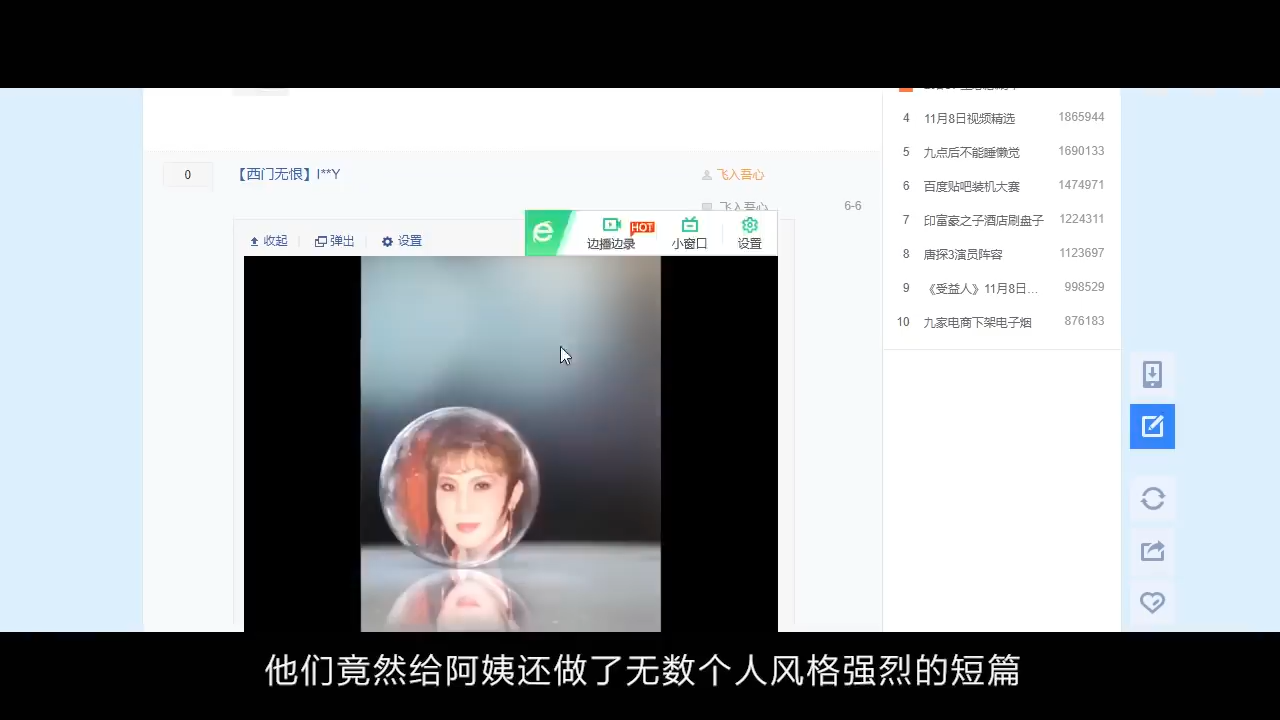 4 11月8日视频精选 1865944
5 九点后不能睡懒觉 1690133
6 百度贴吧装机大赛 1474971
7 印富豪之子酒店刷盘子 1224311
8 唐探3演员阵容 1123697
9 《受益人》11月8日... 998529
10 九家电商下架电子烟 876183
0 【西门无恨】I**Y 飞入吾心
飞入吾心 6-6
收起 弹出 设置
边播边录 HOT 小窗口 设置
他们竟然给阿姨还做了无数个人风格强烈的短篇